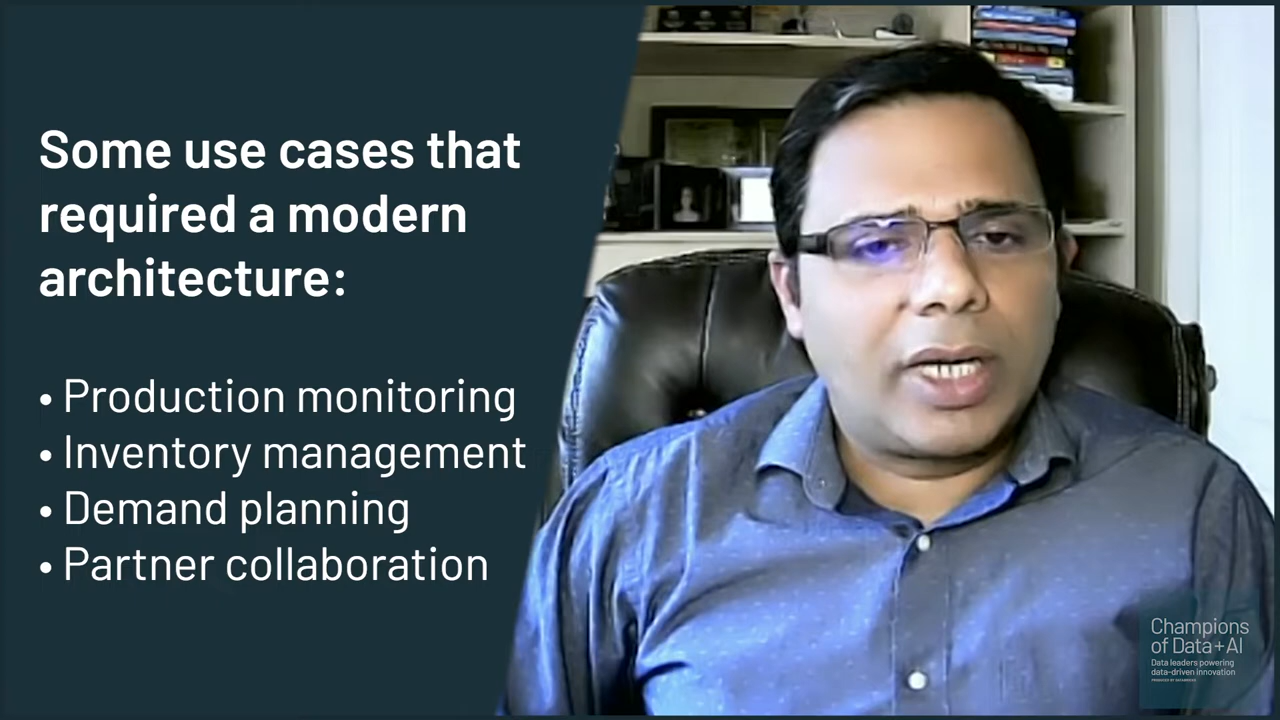 Some use cases that
required a modern
architecture:
• Production monitoring
• Inventory management
• Demand planning
• Partner collaboration
Champions
of Data+AI
Data leaders powering
data-driven innovation